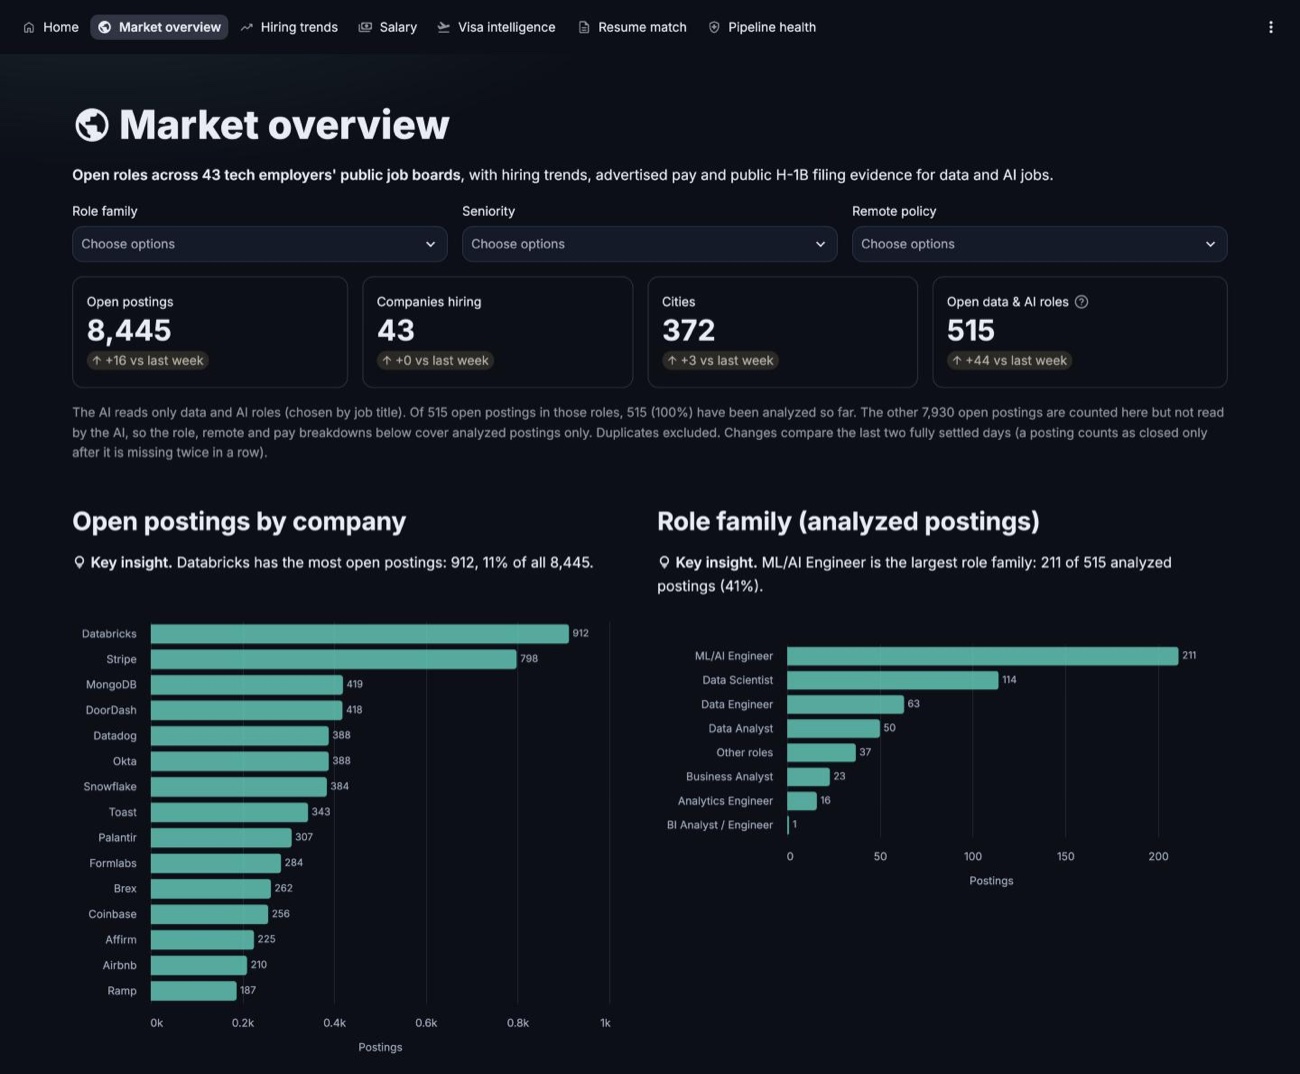 Home
Market overview
Hiring trends
Salary
Visa intelligence
Resume match
Pipeline health
Market overview
Open roles across 43 tech employers' public job boards, with hiring trends, advertised pay and public H-1B filing evidence for data and AI jobs.
Role family
Seniority
Remote policy
Choose options
Choose options
Choose options
Open postings
8,445
↑ +16 vs last week
Companies hiring
43
↑ +0 vs last week
Cities
372
↑ +3 vs last week
Open data & AI roles
515
↑ +44 vs last week
The AI reads only data and AI roles (chosen by job title). Of 515 open postings in those roles, 515 (100%) have been analyzed so far. The other 7,930 open postings are counted here but not read
by the AI, so the role, remote and pay breakdowns below cover analyzed postings only. Duplicates excluded. Changes compare the last two fully settled days (a posting counts as closed only
after it is missing twice in a row).
Open postings by company
Key insight. Databricks has the most open postings: 912, 11% of all 8,445.
Databricks 912
Stripe 798
MongoDB 419
DoorDash 418
Datadog 388
Okta 388
Snowflake 384
Toast 343
Palantir 307
Formlabs 284
Brex 262
Coinbase 256
Affirm 225
Airbnb 210
Ramp 187
0k 0.2k 0.4k 0.6k 0.8k 1k
Postings
Role family (analyzed postings)
Key insight. ML/AI Engineer is the largest role family: 211 of 515 analyzed
postings (41%).
ML/AI Engineer 211
Data Scientist 114
Data Engineer 63
Data Analyst 50
Other roles 37
Business Analyst 23
Analytics Engineer 16
BI Analyst / Engineer 1
0 50 100 150 200
Postings